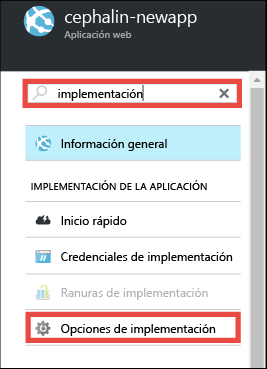 cephalin-newapp
Aplicación web
implementación
Información general
IMPLEMENTACIÓN DE LA APLICACIÓN
Inicio rápido
Credenciales de implementación
Ranuras de implementación
Opciones de implementación